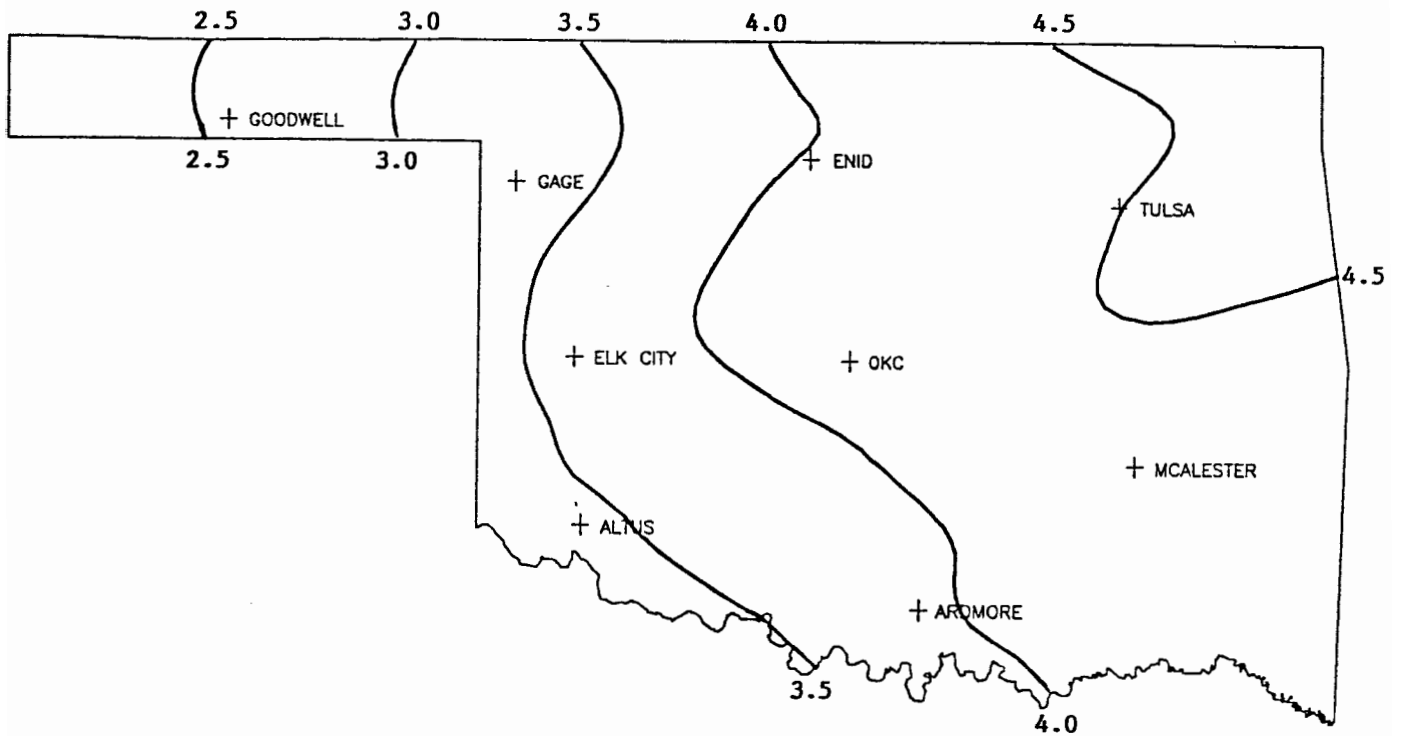 2.5 3.0 3.5 4.0 4.5
GOODWELL
2.5 3.0
ENID
GAGE
TULSA
4.5
ELK CITY
OKC
MCALESTER
ALTUS
ARDMORE
3.5
4.0